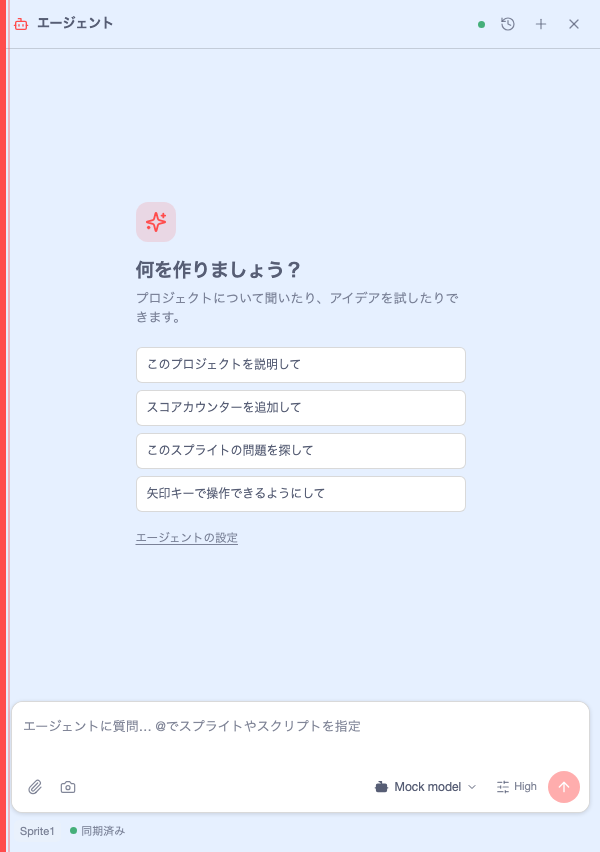 エージェント
何を作りましょう？
プロジェクトについて聞いたり、アイデアを試したりで
きます。
このプロジェクトを説明して
スコアカウンターを追加して
このスプライトの問題を探して
矢印キーで操作できるようにして
エージェントの設定
エージェントに質問... @でスプライトやスクリプトを指定
Mock model High
Sprite1 同期済み